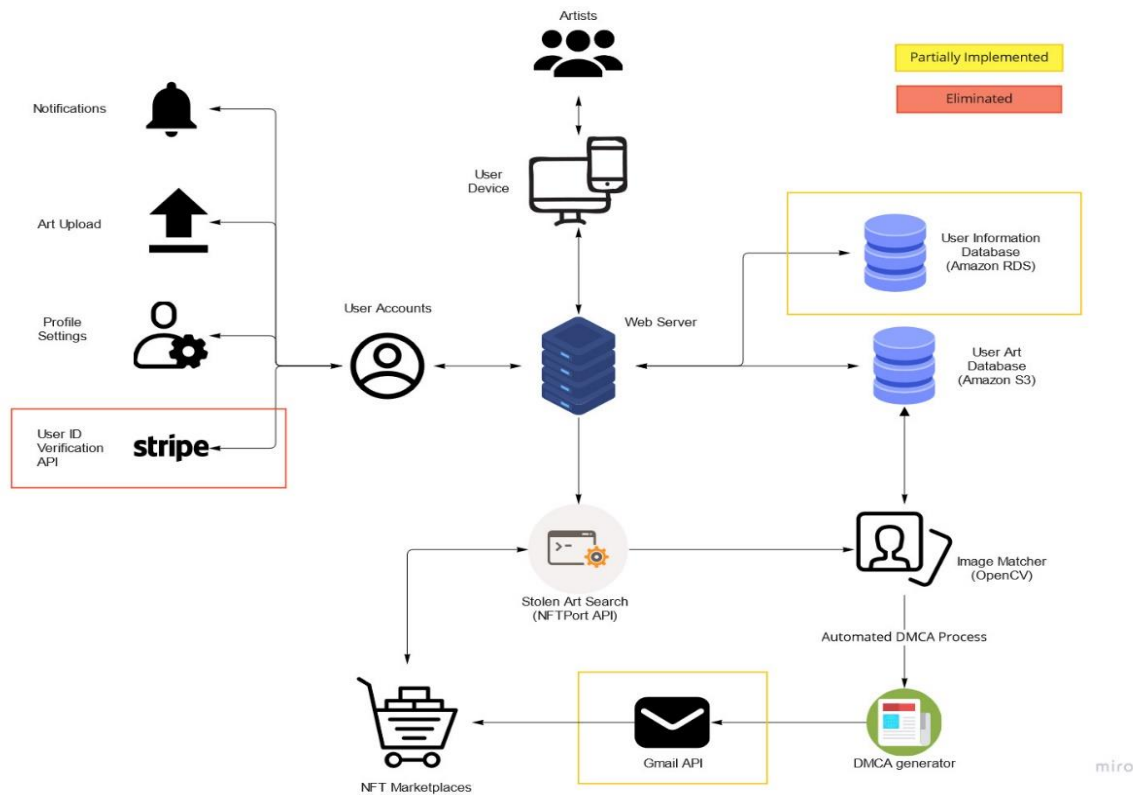 Artists
Partially Implemented
Eliminated
Notifications
User
Device
Art Upload
User Information
Database
(Amazon RDS)
Profile
Settings
User Accounts
Web Server
User Art
Database
(Amazon S3)
User ID
Verification
API
stripe
Stolen Art Search
(NFTPort API)
Image Matcher
(OpenCV)
Automated DMCA Process
NFT Marketplaces
Gmail API
DMCA generator
miro